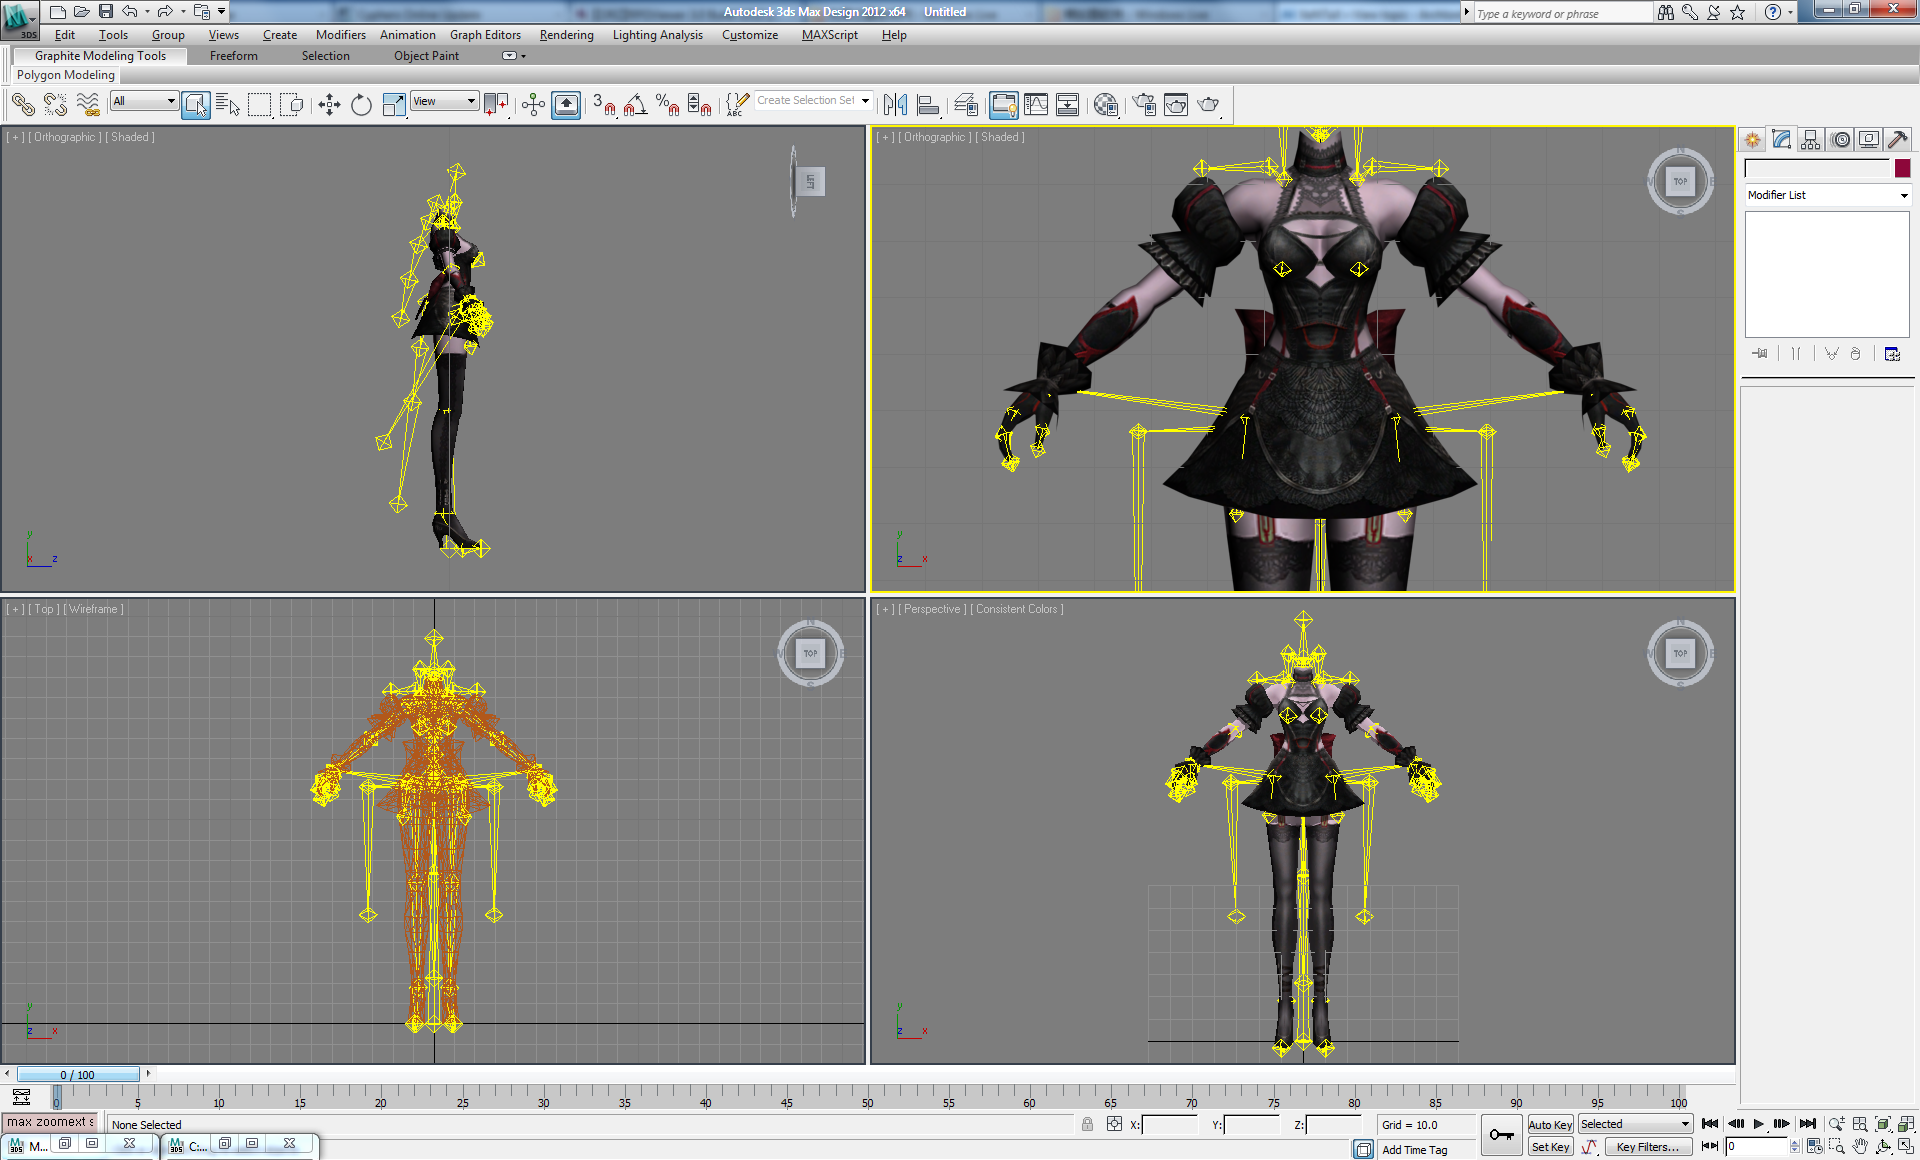 Autodesk 3ds Max Design 2012 x64 Untitled
Type a keyword or phrase
3DS
Edit Tools Group Views Create Modifiers Animation Graph Editors Rendering Lighting Analysis Customize MAXScript Help
Graphite Modeling Tools Freeform Selection Object Paint
Polygon Modeling
All View 3 % ABC Create Selection Set
[ + ] [ Orthographic ] [ Shaded ]
LEFT
y
x z
[ + ] [ Orthographic ] [ Shaded ]
N
TOP
S
y
z x
Modifier List
[ + ] [ Top ] [ Wireframe ]
N
W TOP E
S
y
z x
[ + ] [ Perspective ] [ Consistent Colors ]
N
W TOP E
S
y
z x
0 / 100
0 5 10 15 20 25 30 35 40 45 50 55 60 65 70 75 80 85 90 95 100
max zoomext s
None Selected
X: Y: Z: Grid = 10.0
Auto Key Selected
M... C:...
Add Time Tag
Set Key Key Filters... 0